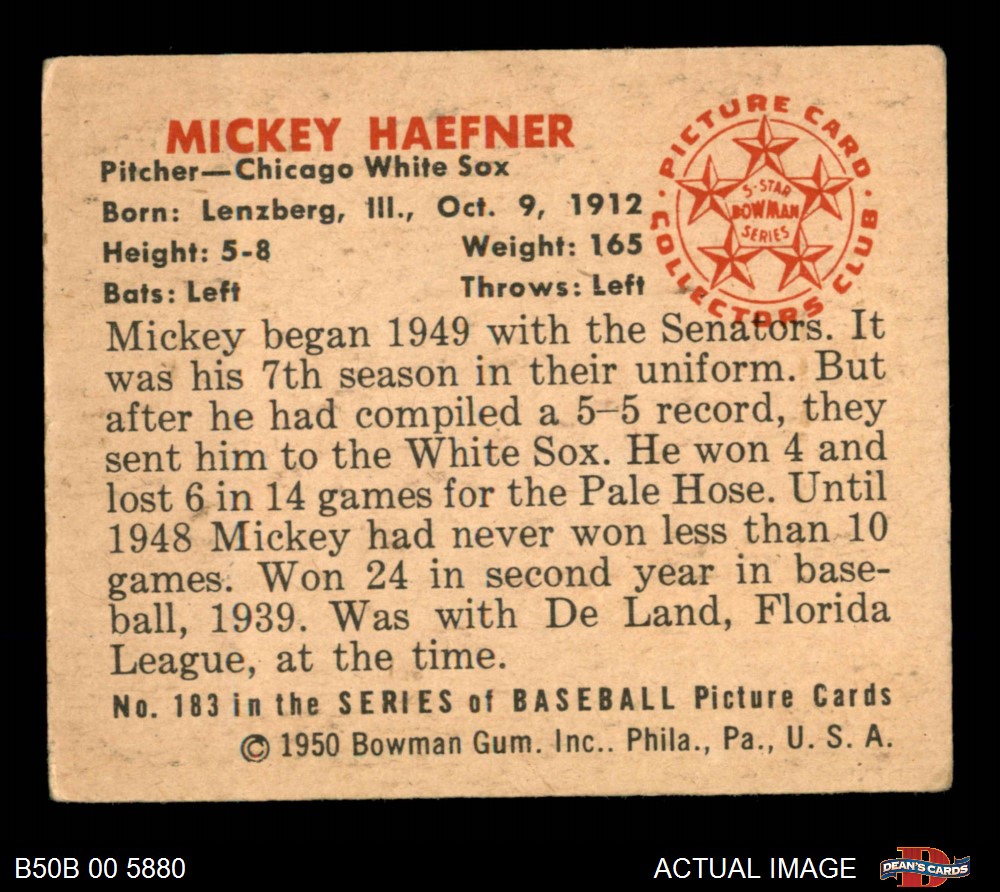 MICKEY HAEFNER
Pitcher—Chicago White Sox
Born: Lenzberg, Ill., Oct. 9, 1912
Height: 5-8 Weight: 165
Bats: Left Throws: Left
PICTURE CARD
COLLECTORS CLUB
5-STAR
BOWMAN
SERIES
Mickey began 1949 with the Senators. It
was his 7th season in their uniform. But
after he had compiled a 5–5 record, they
sent him to the White Sox. He won 4 and
lost 6 in 14 games for the Pale Hose. Until
1948 Mickey had never won less than 10
games. Won 24 in second year in base-
ball, 1939. Was with De Land, Florida
League, at the time.
No. 183 in the SERIES of BASEBALL Picture Cards
© 1950 Bowman Gum. Inc.. Phila., Pa., U. S. A.
B50B 00 5880
ACTUAL IMAGE
DEAN'S CARDS